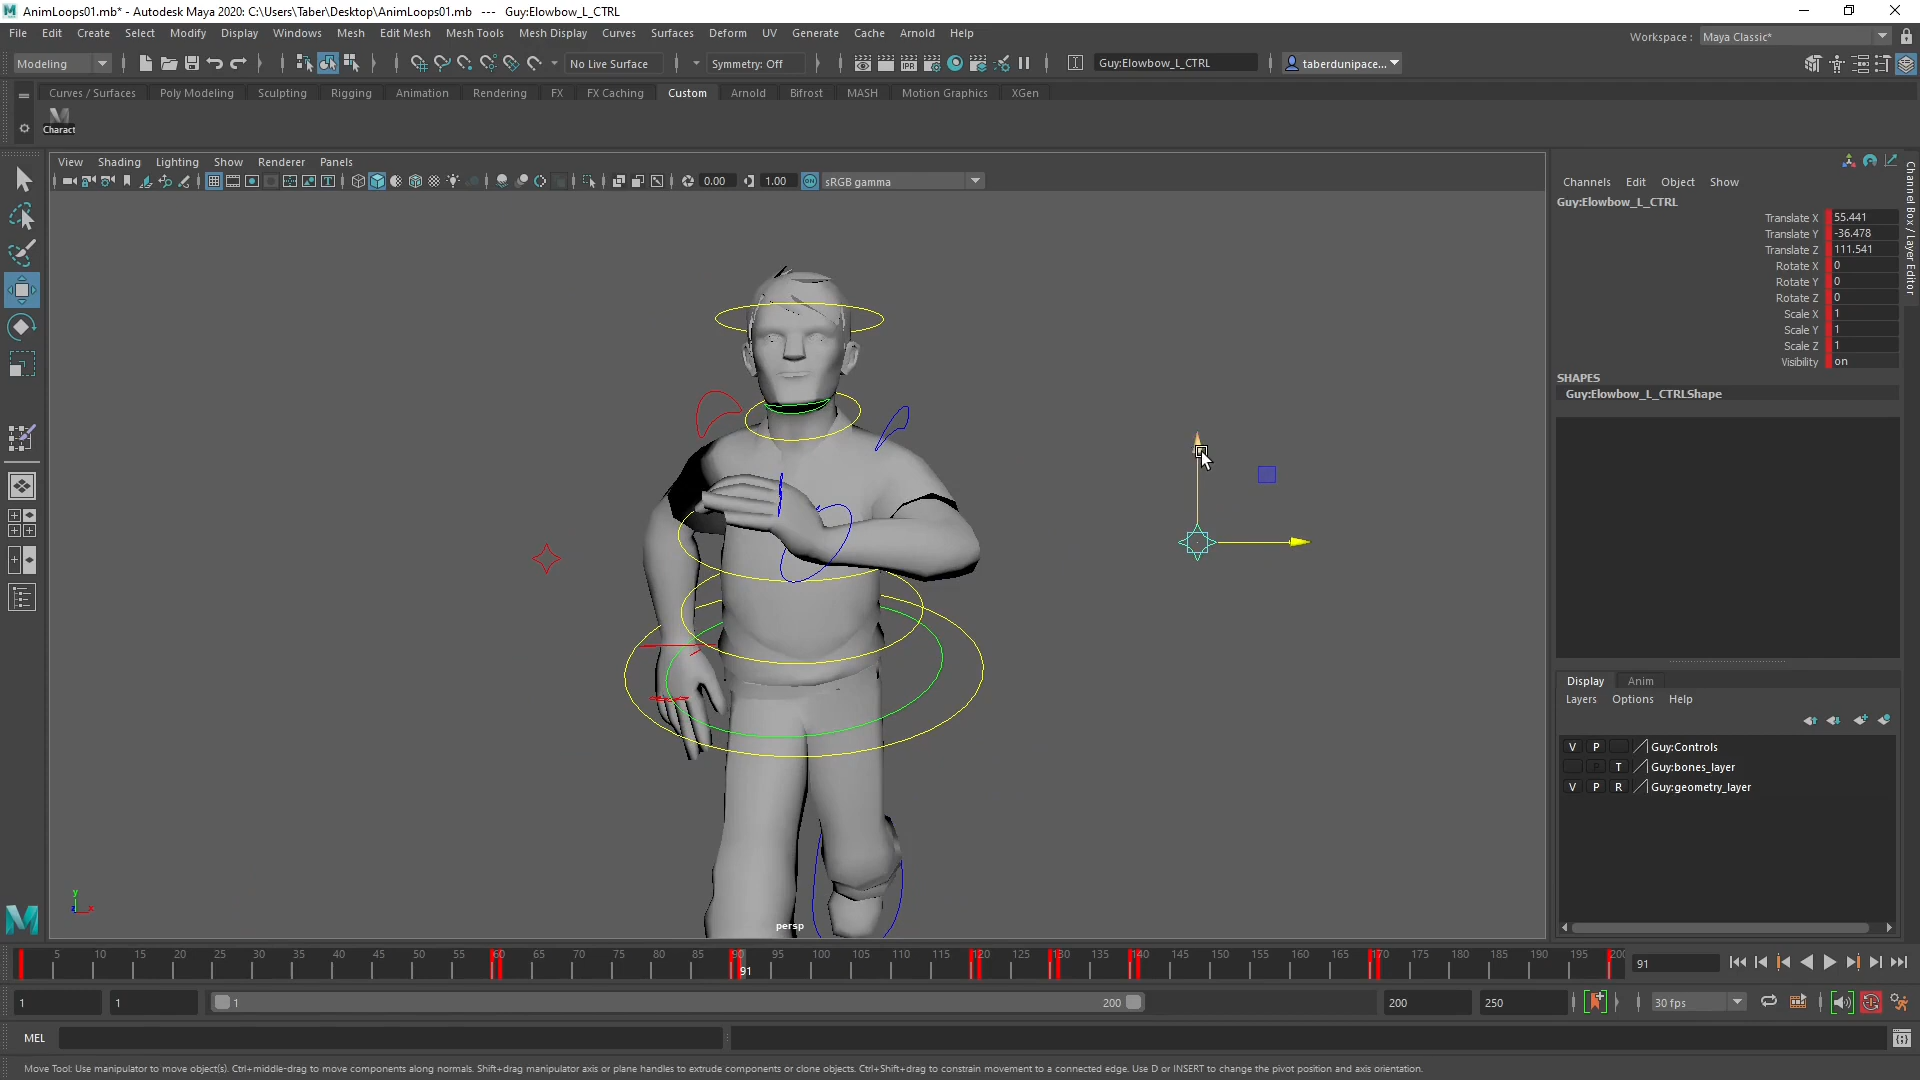 AnimLoops01.mb* - Autodesk Maya 2020: C:\Users\Taber\Desktop\AnimLoops01.mb --- Guy:Elowbow_L_CTRL
File Edit Create Select Modify Display Windows Mesh Edit Mesh Mesh Tools Mesh Display Curves Surfaces Deform UV Generate Cache Arnold Help
Workspace : Maya Classic*
Modeling No Live Surface Symmetry: Off IPR Guy:Elowbow_L_CTRL taberdunipace...
Curves / Surfaces Poly Modeling Sculpting Rigging Animation Rendering FX FX Caching Custom Arnold Bifrost MASH Motion Graphics XGen
Charact
View Shading Lighting Show Renderer Panels
0.00 1.00 ON sRGB gamma
Channels Edit Object Show
Guy:Elowbow_L_CTRL
Translate X 55.441
Translate Y -36.478
Translate Z 111.541
Rotate X 0
Rotate Y 0
Rotate Z 0
Scale X 1
Scale Y 1
Scale Z 1
Visibility on
SHAPES
Guy:Elowbow_L_CTRLShape
Channel Box / Layer Editor
Display Anim
Layers Options Help
V P Guy:Controls
P T Guy:bones_layer
V P R Guy:geometry_layer
y
z x
persp
5 10 15 20 25 30 35 40 45 50 55 60 65 70 75 80 85 90 95 100 105 110 115 120 125 130 135 140 145 150 155 160 165 170 175 180 185 190 195 200
91
91
1 1 1 200 200 250 30 fps
MEL
Move Tool: Use manipulator to move object(s). Ctrl+middle-drag to move components along normals. Shift+drag manipulator axis or plane handles to extrude components or clone objects. Ctrl+Shift+drag to constrain movement to a connected edge. Use D or INSERT to change the pivot position and axis orientation.